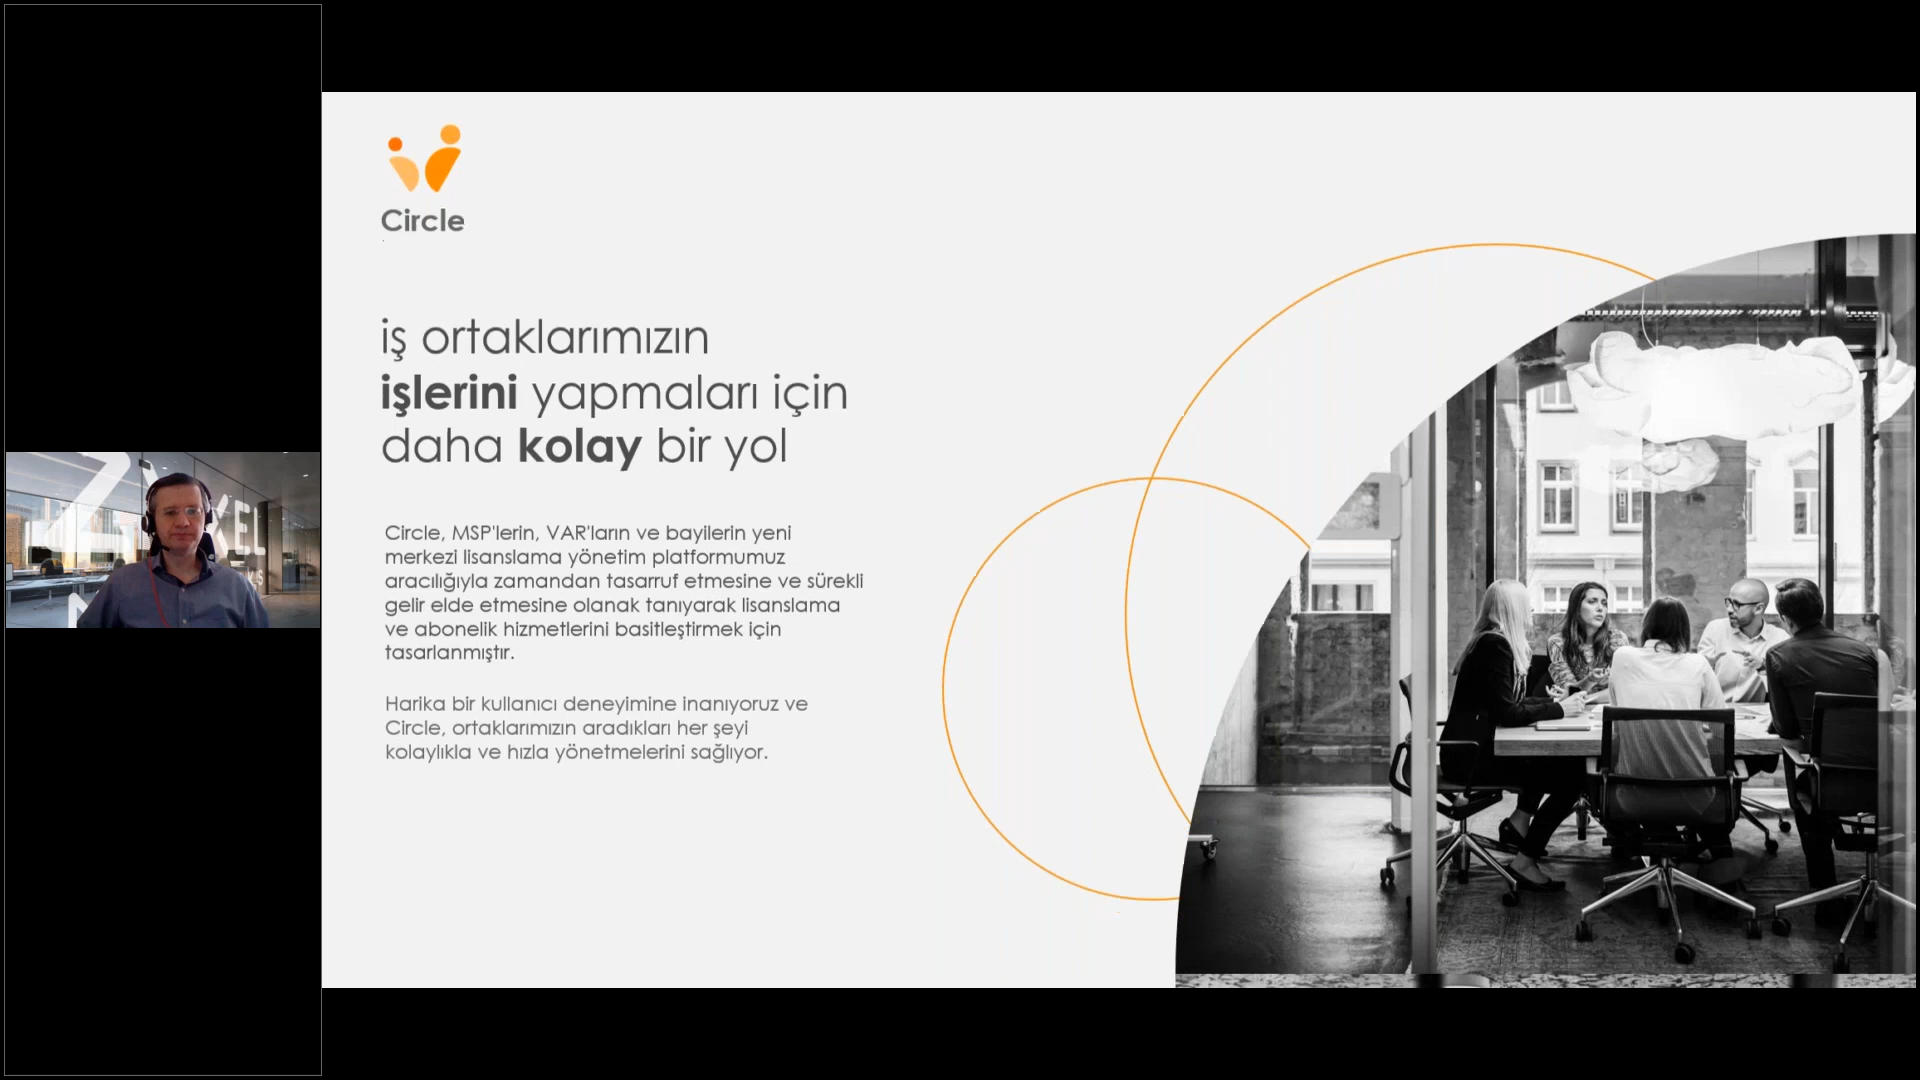 Circle
iş ortaklarımızın
işlerini yapmaları için
daha kolay bir yol
Circle, MSP'lerin, VAR'ların ve bayilerin yeni
merkezi lisanslama yönetim platformumuz
aracılığıyla zamandan tasarruf etmesine ve sürekli
gelir elde etmesine olanak tanıyarak lisanslama
ve abonelik hizmetlerini basitleştirmek için
tasarlanmıştır.
Harika bir kullanıcı deneyimine inanıyoruz ve
Circle, ortaklarımızın aradıkları her şeyi
kolaylıkla ve hızla yönetmelerini sağlıyor.